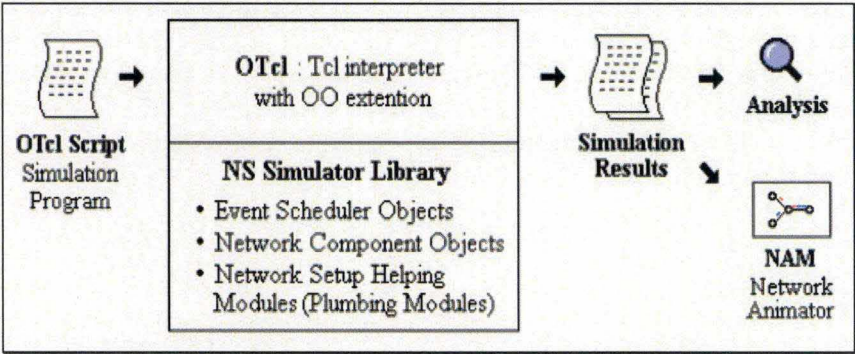 OTcl Script
Simulation
Program
OTcl : Tcl interpreter
with OO extention
NS Simulator Library
• Event Scheduler Objects
• Network Component Objects
• Network Setup Helping
Modules (Plumbing Modules)
Simulation
Results
Analysis
NAM
Network
Animator